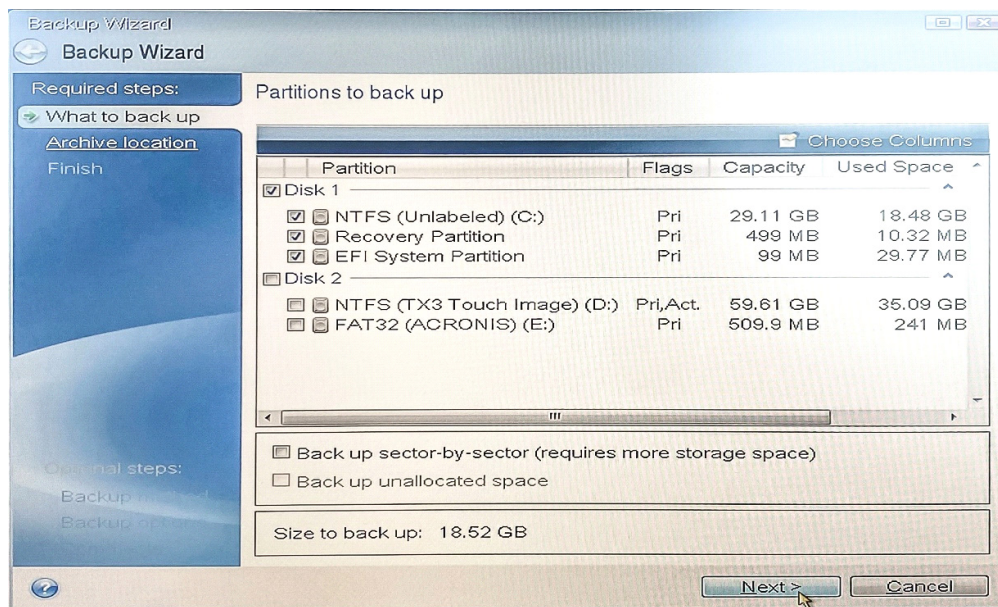 Backup Wizard
Backup Wizard
Required steps:
What to back up
Archive location
Finish
Optional steps:
Backup
Backup
Partitions to back up
Choose Columns
Partition Flags Capacity Used Space
Disk 1
NTFS (Unlabeled) (C:) Pri 29.11 GB 18.48 GB
Recovery Partition Pri 499 MB 10.32 MB
EFI System Partition Pri 99 MB 29.77 MB
Disk 2
NTFS (TX3 Touch Image) (D:) Pri,Act. 59.61 GB 35.09 GB
FAT32 (ACRONIS) (E:) Pri 509.9 MB 241 MB
Back up sector-by-sector (requires more storage space)
Back up unallocated space
Size to back up: 18.52 GB
? Next > Cancel